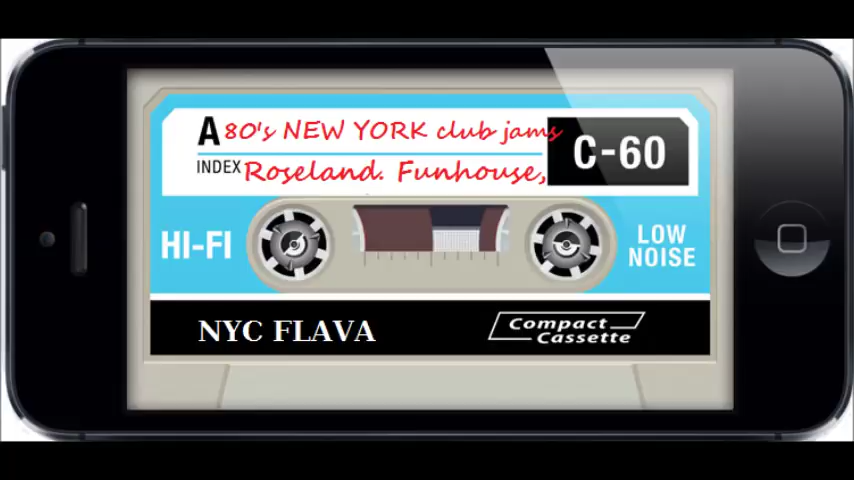 A 80's NEW YORK club jams
C-60
INDEX Roseland. Funhouse,
HI-FI
LOW
NOISE
NYC FLAVA
Compact
Cassette